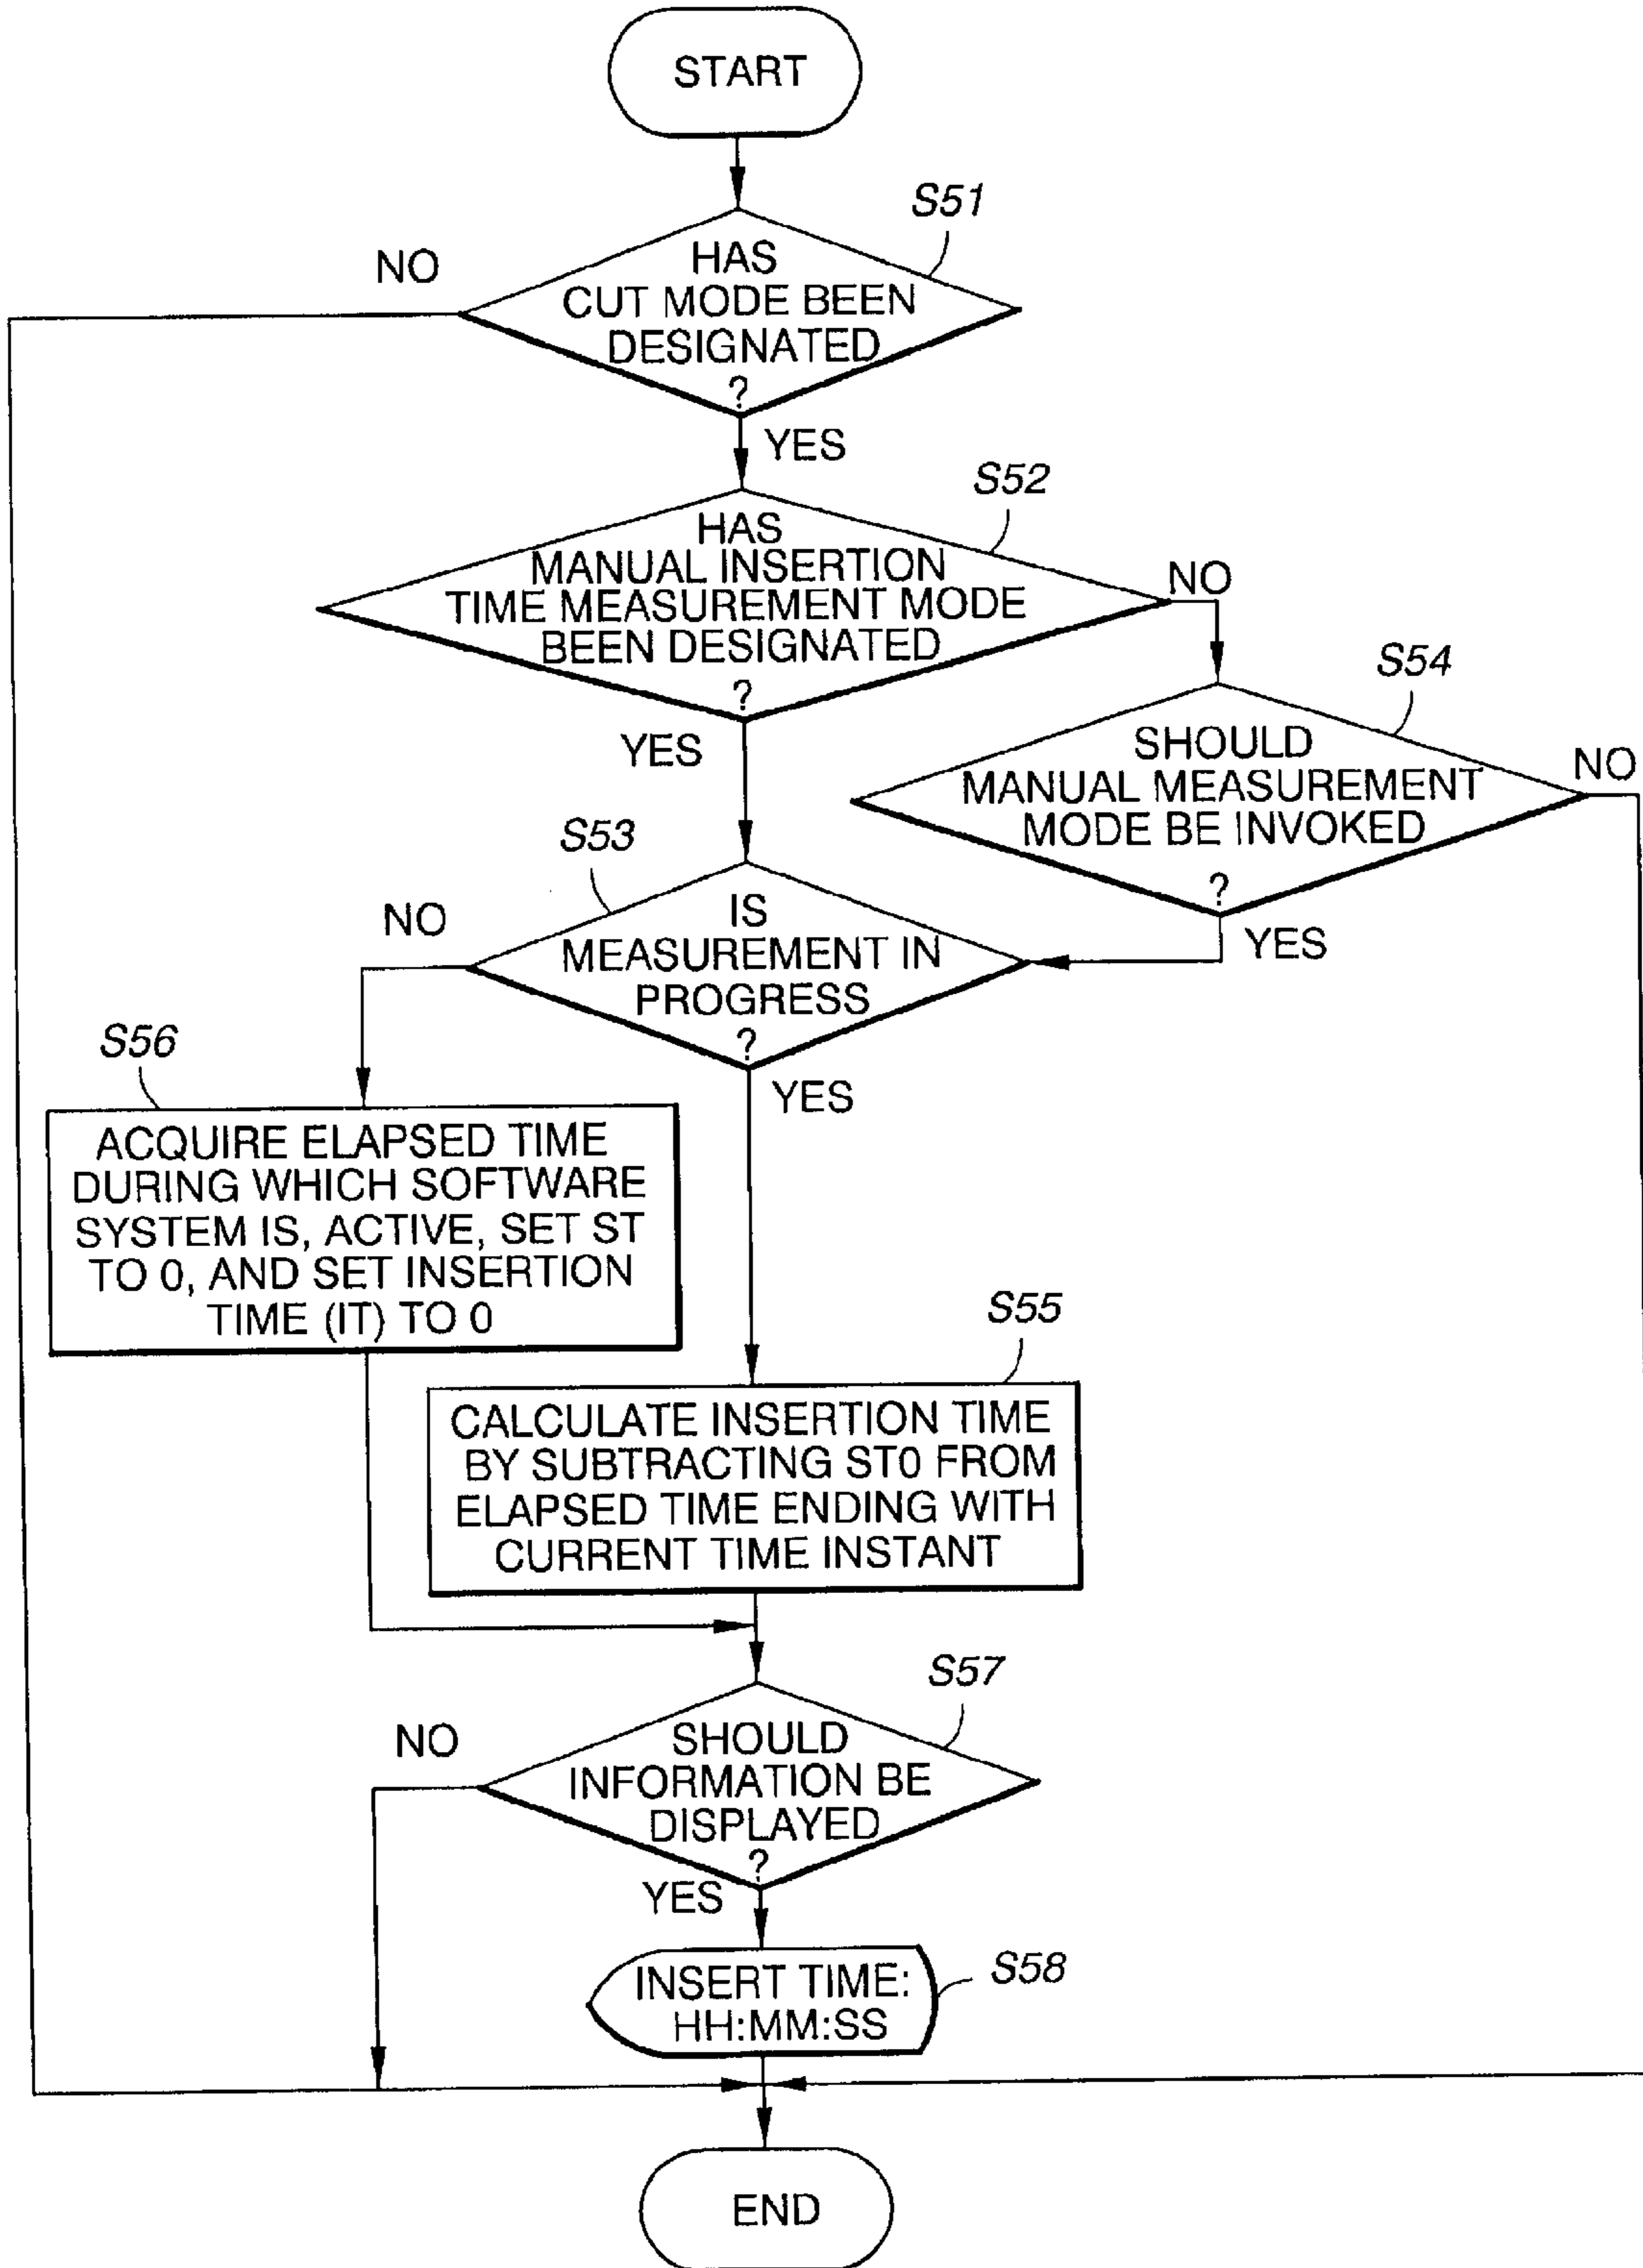 START
S51
NO
HAS
CUT MODE BEEN
DESIGNATED
?
YES
S52
HAS
MANUAL INSERTION
TIME MEASUREMENT MODE
BEEN DESIGNATED
?
NO
YES
S54
SHOULD
MANUAL MEASUREMENT
MODE BE INVOKED
?
NO
YES
S53
NO
IS
MEASUREMENT IN
PROGRESS
?
YES
S56
ACQUIRE ELAPSED TIME
DURING WHICH SOFTWARE
SYSTEM IS, ACTIVE, SET ST
TO 0, AND SET INSERTION
TIME (IT) TO 0
S55
CALCULATE INSERTION TIME
BY SUBTRACTING ST0 FROM
ELAPSED TIME ENDING WITH
CURRENT TIME INSTANT
S57
NO
SHOULD
INFORMATION BE
DISPLAYED
?
YES
INSERT TIME:
HH:MM:SS
S58
END